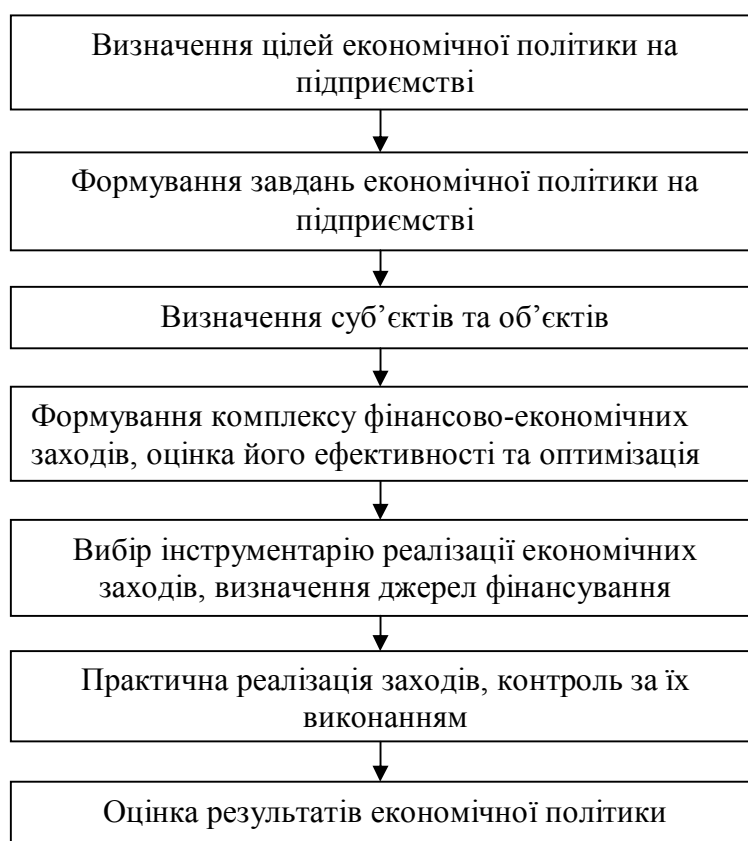 Визначення цілей економічної політики на
підприємстві
Формування завдань економічної політики на
підприємстві
Визначення суб’єктів та об’єктів
Формування комплексу фінансово-економічних
заходів, оцінка його ефективності та оптимізація
Вибір інструментарію реалізації економічних
заходів, визначення джерел фінансування
Практична реалізація заходів, контроль за їх
виконанням
Оцінка результатів економічної політики